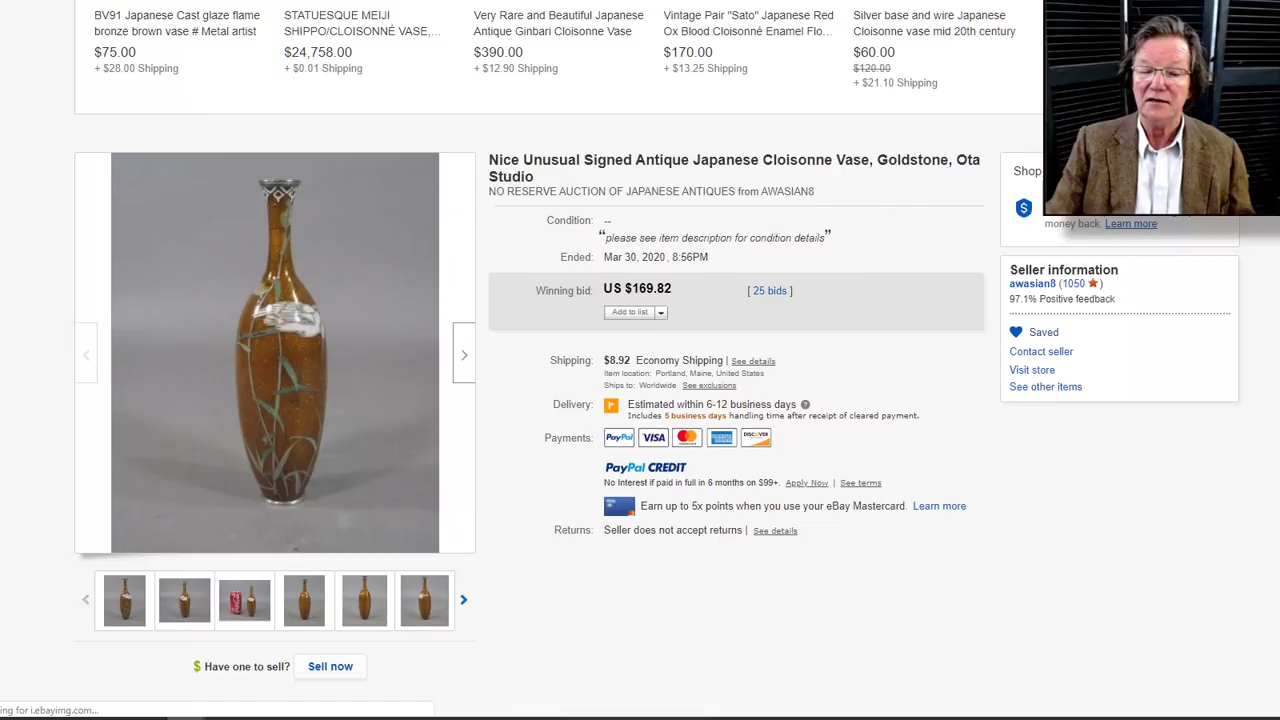 BV91 Japanese Cast glaze flame
bronze brown vase # Metal artist
$75.00
+ $28.00 Shipping
STATUESQUE MEIJI
SHIPPO/CLOISONNÉ VASE,...
$24,758.00
+ $0.01 Shipping
Very Rare and Beautiful Japanese
Antique Ginbari Cloisonne Vase
$390.00
+ $12.90 Shipping
Vintage Pair "Sato" Japanese Red
Ox Blood Cloisonné Enamel Flo...
$170.00
+ $13.25 Shipping
Silver base and wire Japanese
Cloisonne vase mid 20th century
$60.00
$120.00
+ $21.10 Shipping
Nice Unusual Signed Antique Japanese Cloisonne Vase, Goldstone, Ota
Studio
NO RESERVE AUCTION OF JAPANESE ANTIQUES from AWASIAN8
Condition: --
“please see item description for condition details”
Ended: Mar 30, 2020 , 8:56PM
Winning bid: US $169.82 [ 25 bids ]
Add to list
Shipping: $8.92 Economy Shipping | See details
Item location: Portland, Maine, United States
Ships to: Worldwide See exclusions
Delivery: Estimated within 6-12 business days
Includes 5 business days handling time after receipt of cleared payment.
Payments: PayPal VISA
DISCOVER
PayPal CREDIT
No Interest if paid in full in 6 months on $99+. Apply Now | See terms
Earn up to 5x points when you use your eBay Mastercard. Learn more
Returns: Seller does not accept returns | See details
Shop
money back. Learn more
Seller information
awasian8 (1050 )
97.1% Positive feedback
Saved
Contact seller
Visit store
See other items
$ Have one to sell? Sell now
ing for i.ebayimg.com...